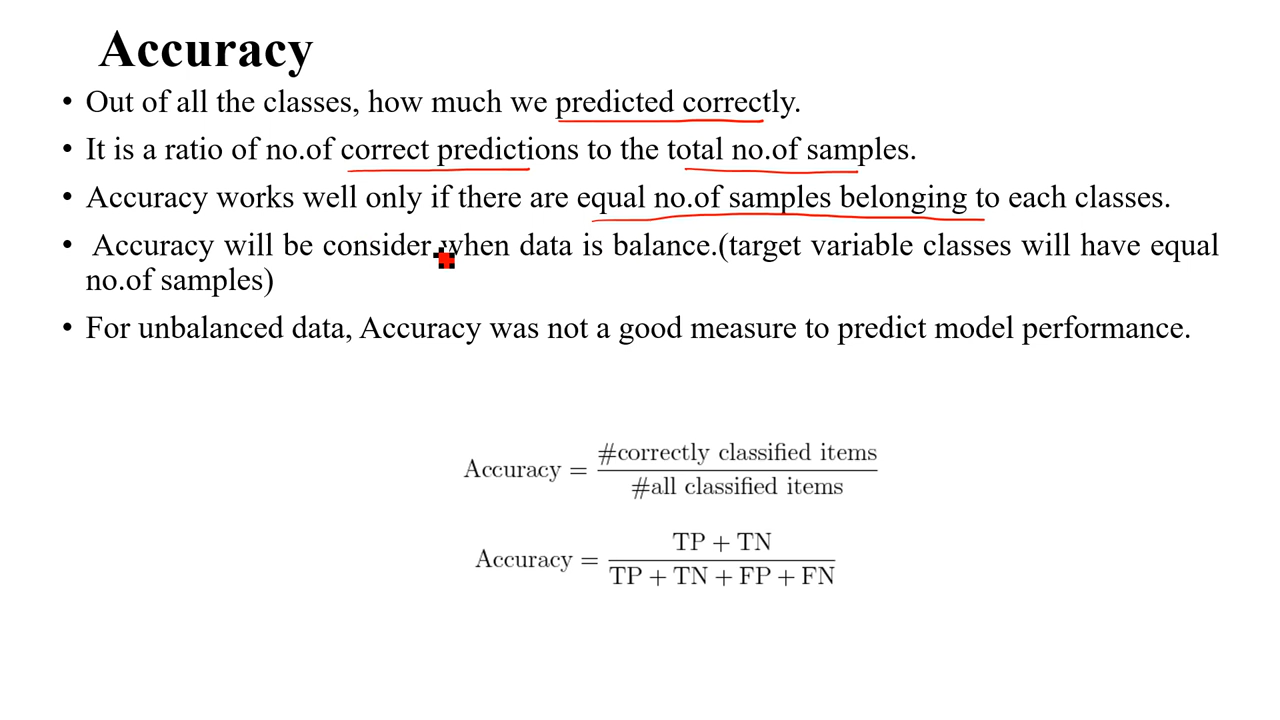 Accuracy
• Out of all the classes, how much we predicted correctly.
• It is a ratio of no.of correct predictions to the total no.of samples.
• Accuracy works well only if there are equal no.of samples belonging to each classes.
• Accuracy will be consider when data is balance.(target variable classes will have equal
no.of samples)
• For unbalanced data, Accuracy was not a good measure to predict model performance.
Accuracy = #correctly classified items / #all classified items
Accuracy = TP + TN / TP + TN + FP + FN